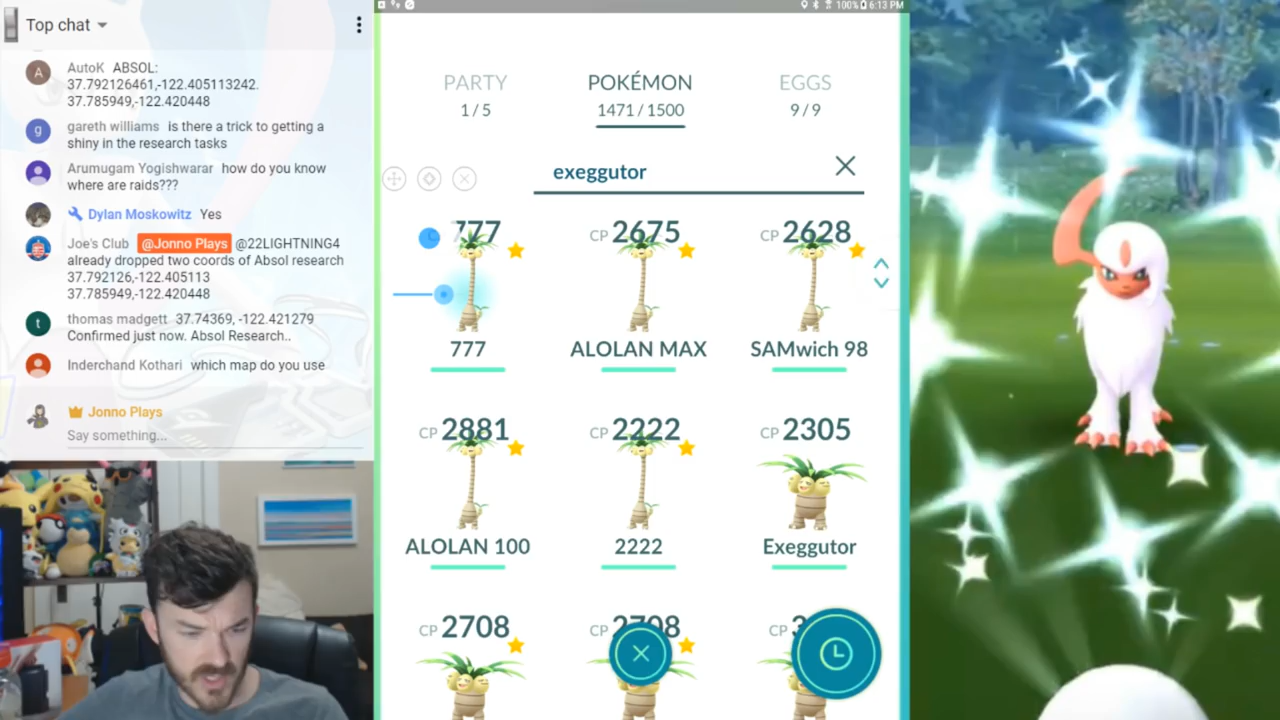 Top chat
AutoK ABSOL:
37.792126461,-122.405113242.
37.785949,-122.420448
gareth williams is there a trick to getting a
shiny in the research tasks
Arumugam Yogishwarar how do you know
where are raids???
Dylan Moskowitz Yes
Joe's Club @Jonno Plays @22LIGHTNING4
already dropped two coords of Absol research
37.792126,-122.405113
37.785949,-122.420448
thomas madgett 37.74369, -122.421279
Confirmed just now. Absol Research..
Inderchand Kothari which map do you use
Jonno Plays
Say something...
A
g
t
100% 6:13 PM
PARTY
1 / 5
POKÉMON
1471 / 1500
EGGS
9 / 9
exeggutor
777
CP 2675
CP 2628
777
ALOLAN MAX
SAMwich 98
CP 2881
CP 2222
CP 2305
ALOLAN 100
2222
Exeggutor
CP 2708
CP 2708
CP